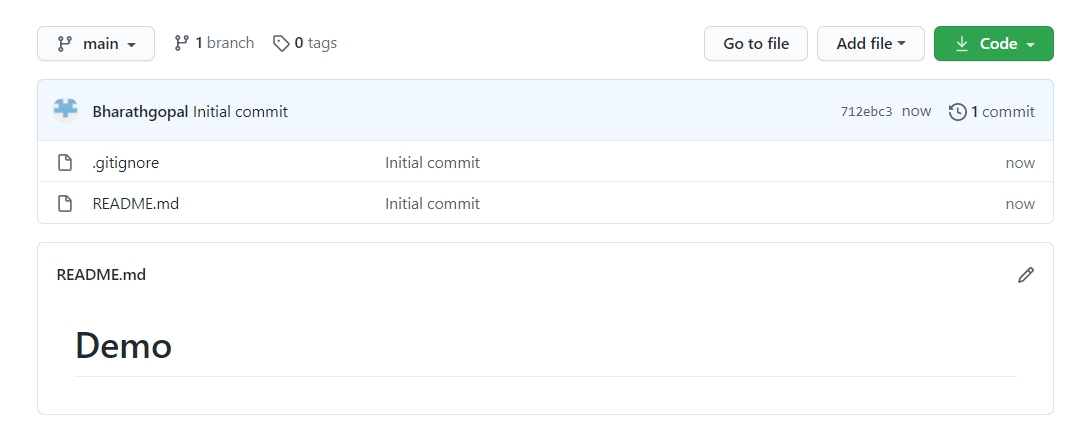 main 1 branch 0 tags Go to file Add file Code
Bharathgopal Initial commit 712ebc3 now 1 commit
.gitignore Initial commit now
README.md Initial commit now
README.md
Demo